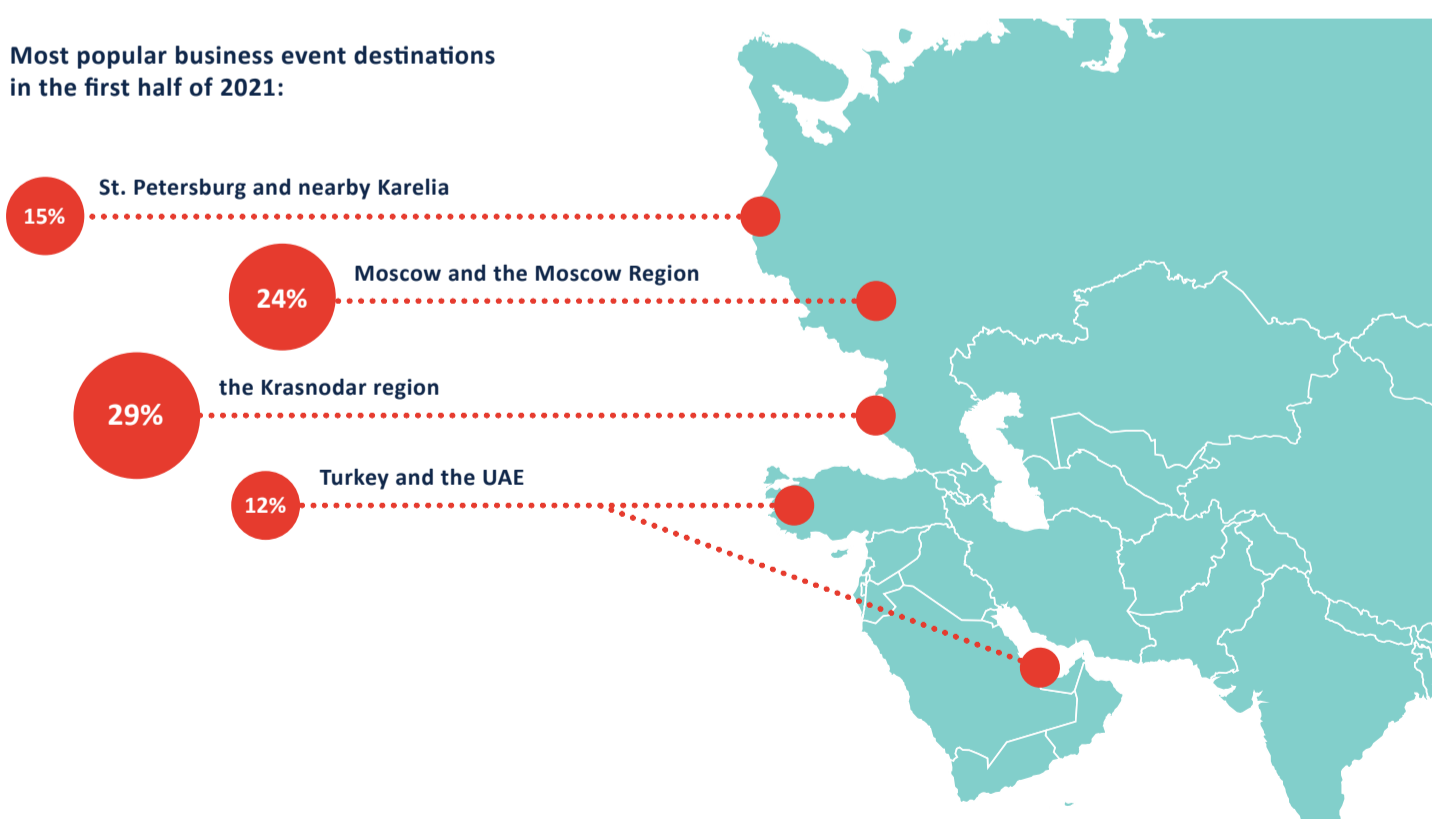 Most popular business event destinations
in the first half of 2021:
St. Petersburg and nearby Karelia
15%
Moscow and the Moscow Region
24%
the Krasnodar region
29%
Turkey and the UAE
12%